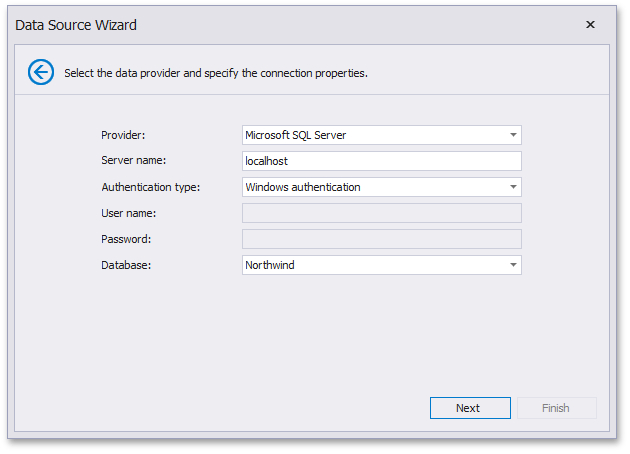 Data Source Wizard
Select the data provider and specify the connection properties.
Provider: Microsoft SQL Server
Server name: localhost
Authentication type: Windows authentication
User name:
Password:
Database: Northwind
Next Finish